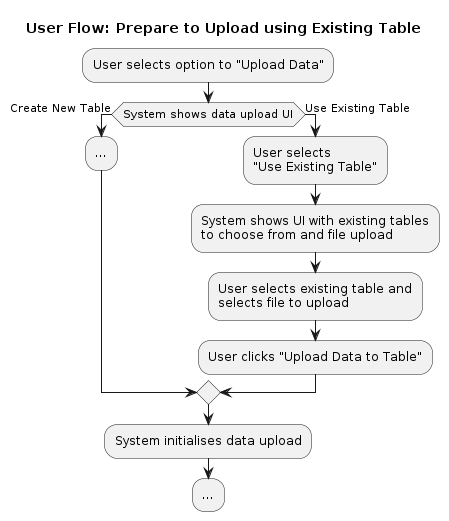 User Flow: Prepare to Upload using Existing Table
User selects option to "Upload Data"
Create New Table
System shows data upload UI
Use Existing Table
...
User selects
"Use Existing Table"
System shows UI with existing tables
to choose from and file upload
User selects existing table and
selects file to upload
User clicks "Upload Data to Table"
System initialises data upload
...